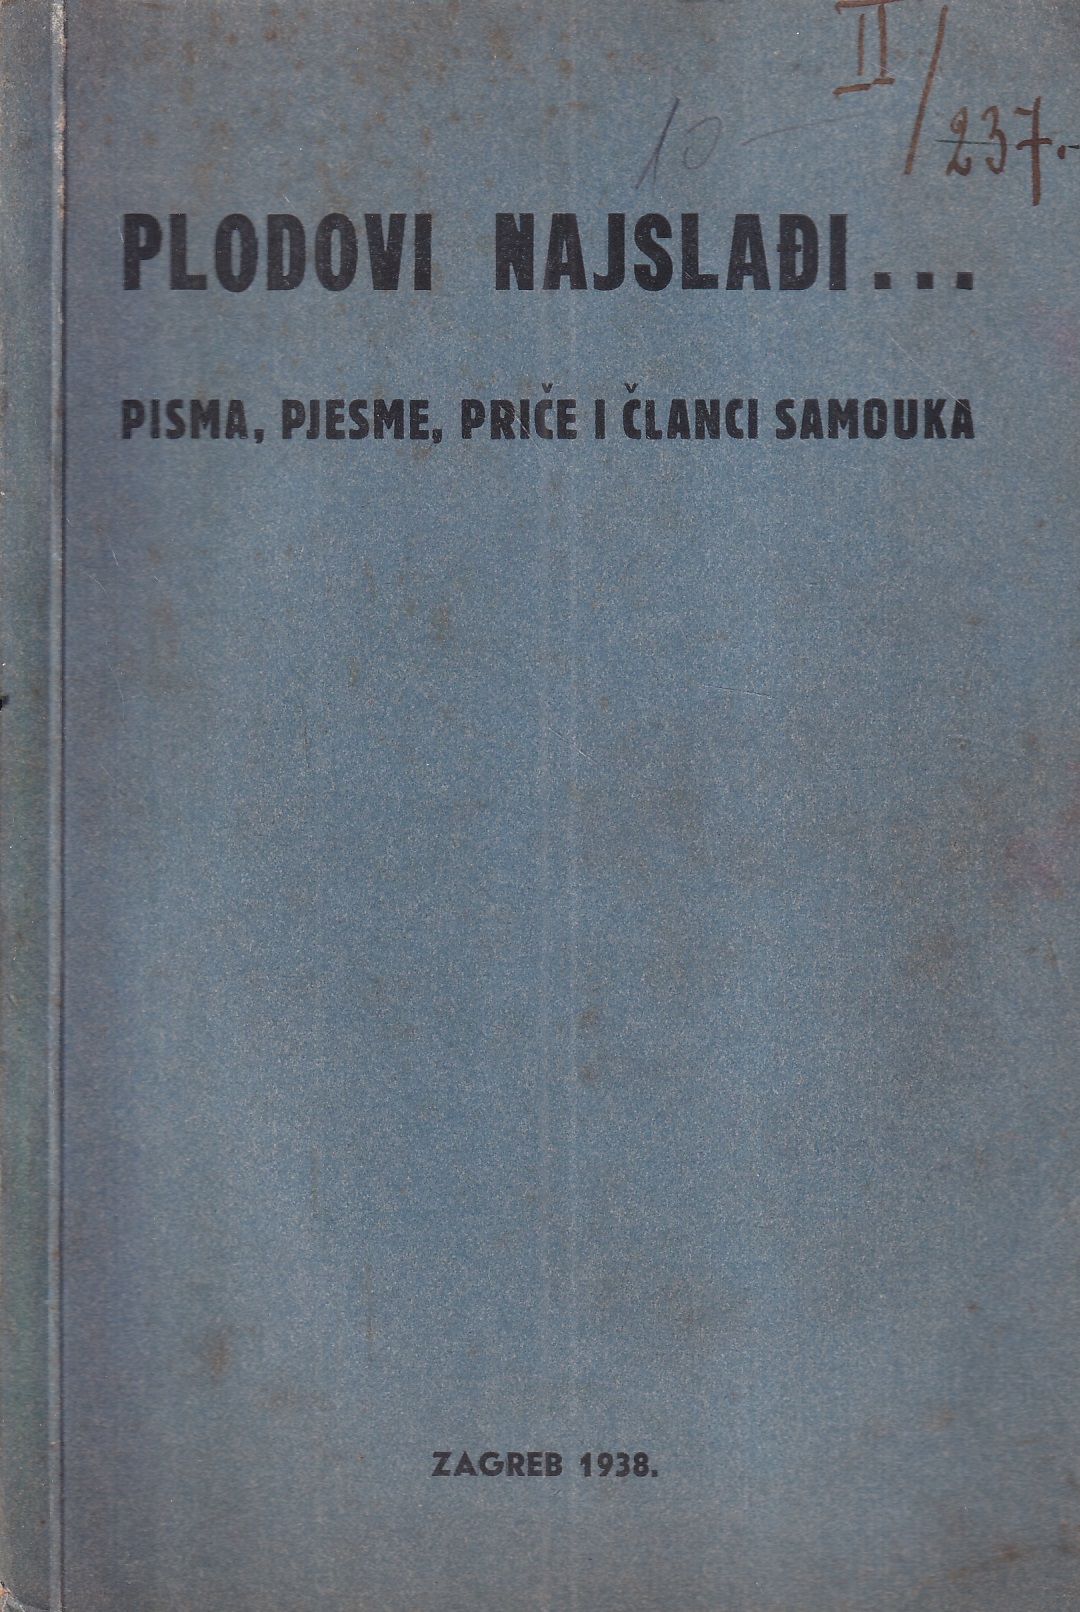 II/237.
10 —
PLODOVI NAJSLAĐI...
PISMA, PJESME, PRIČE I ČLANCI SAMOUKA
ZAGREB 1938.